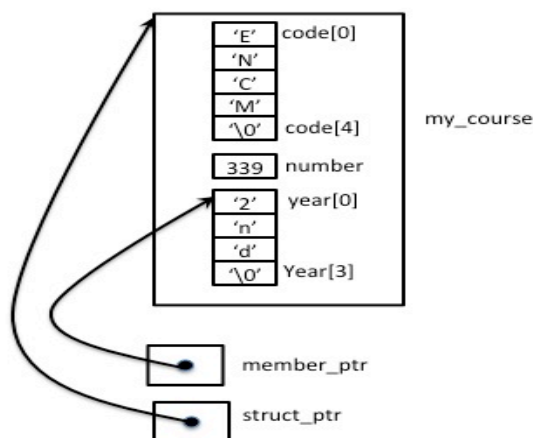 ‘E’ code[0]
‘N’
‘C’
‘M’
‘\0’ code[4]
my_course
339 number
‘2’ year[0]
‘n’
‘d’
‘\0’ Year[3]
member_ptr
struct_ptr